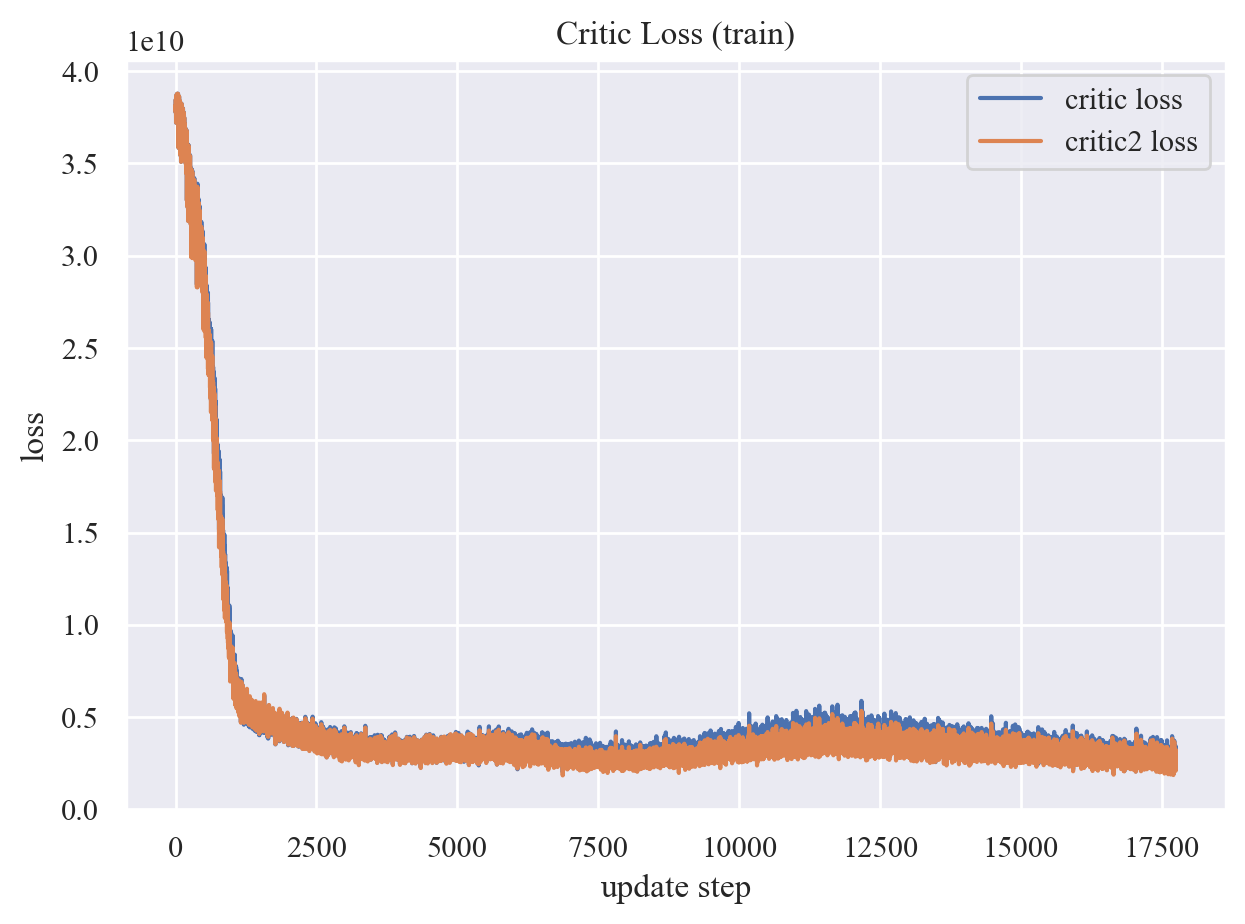 Critic Loss (train)
1e10
4.0
3.5
3.0
2.5
2.0
1.5
1.0
0.5
0.0
loss
critic loss
critic2 loss
0 2500 5000 7500 10000 12500 15000 17500
update step